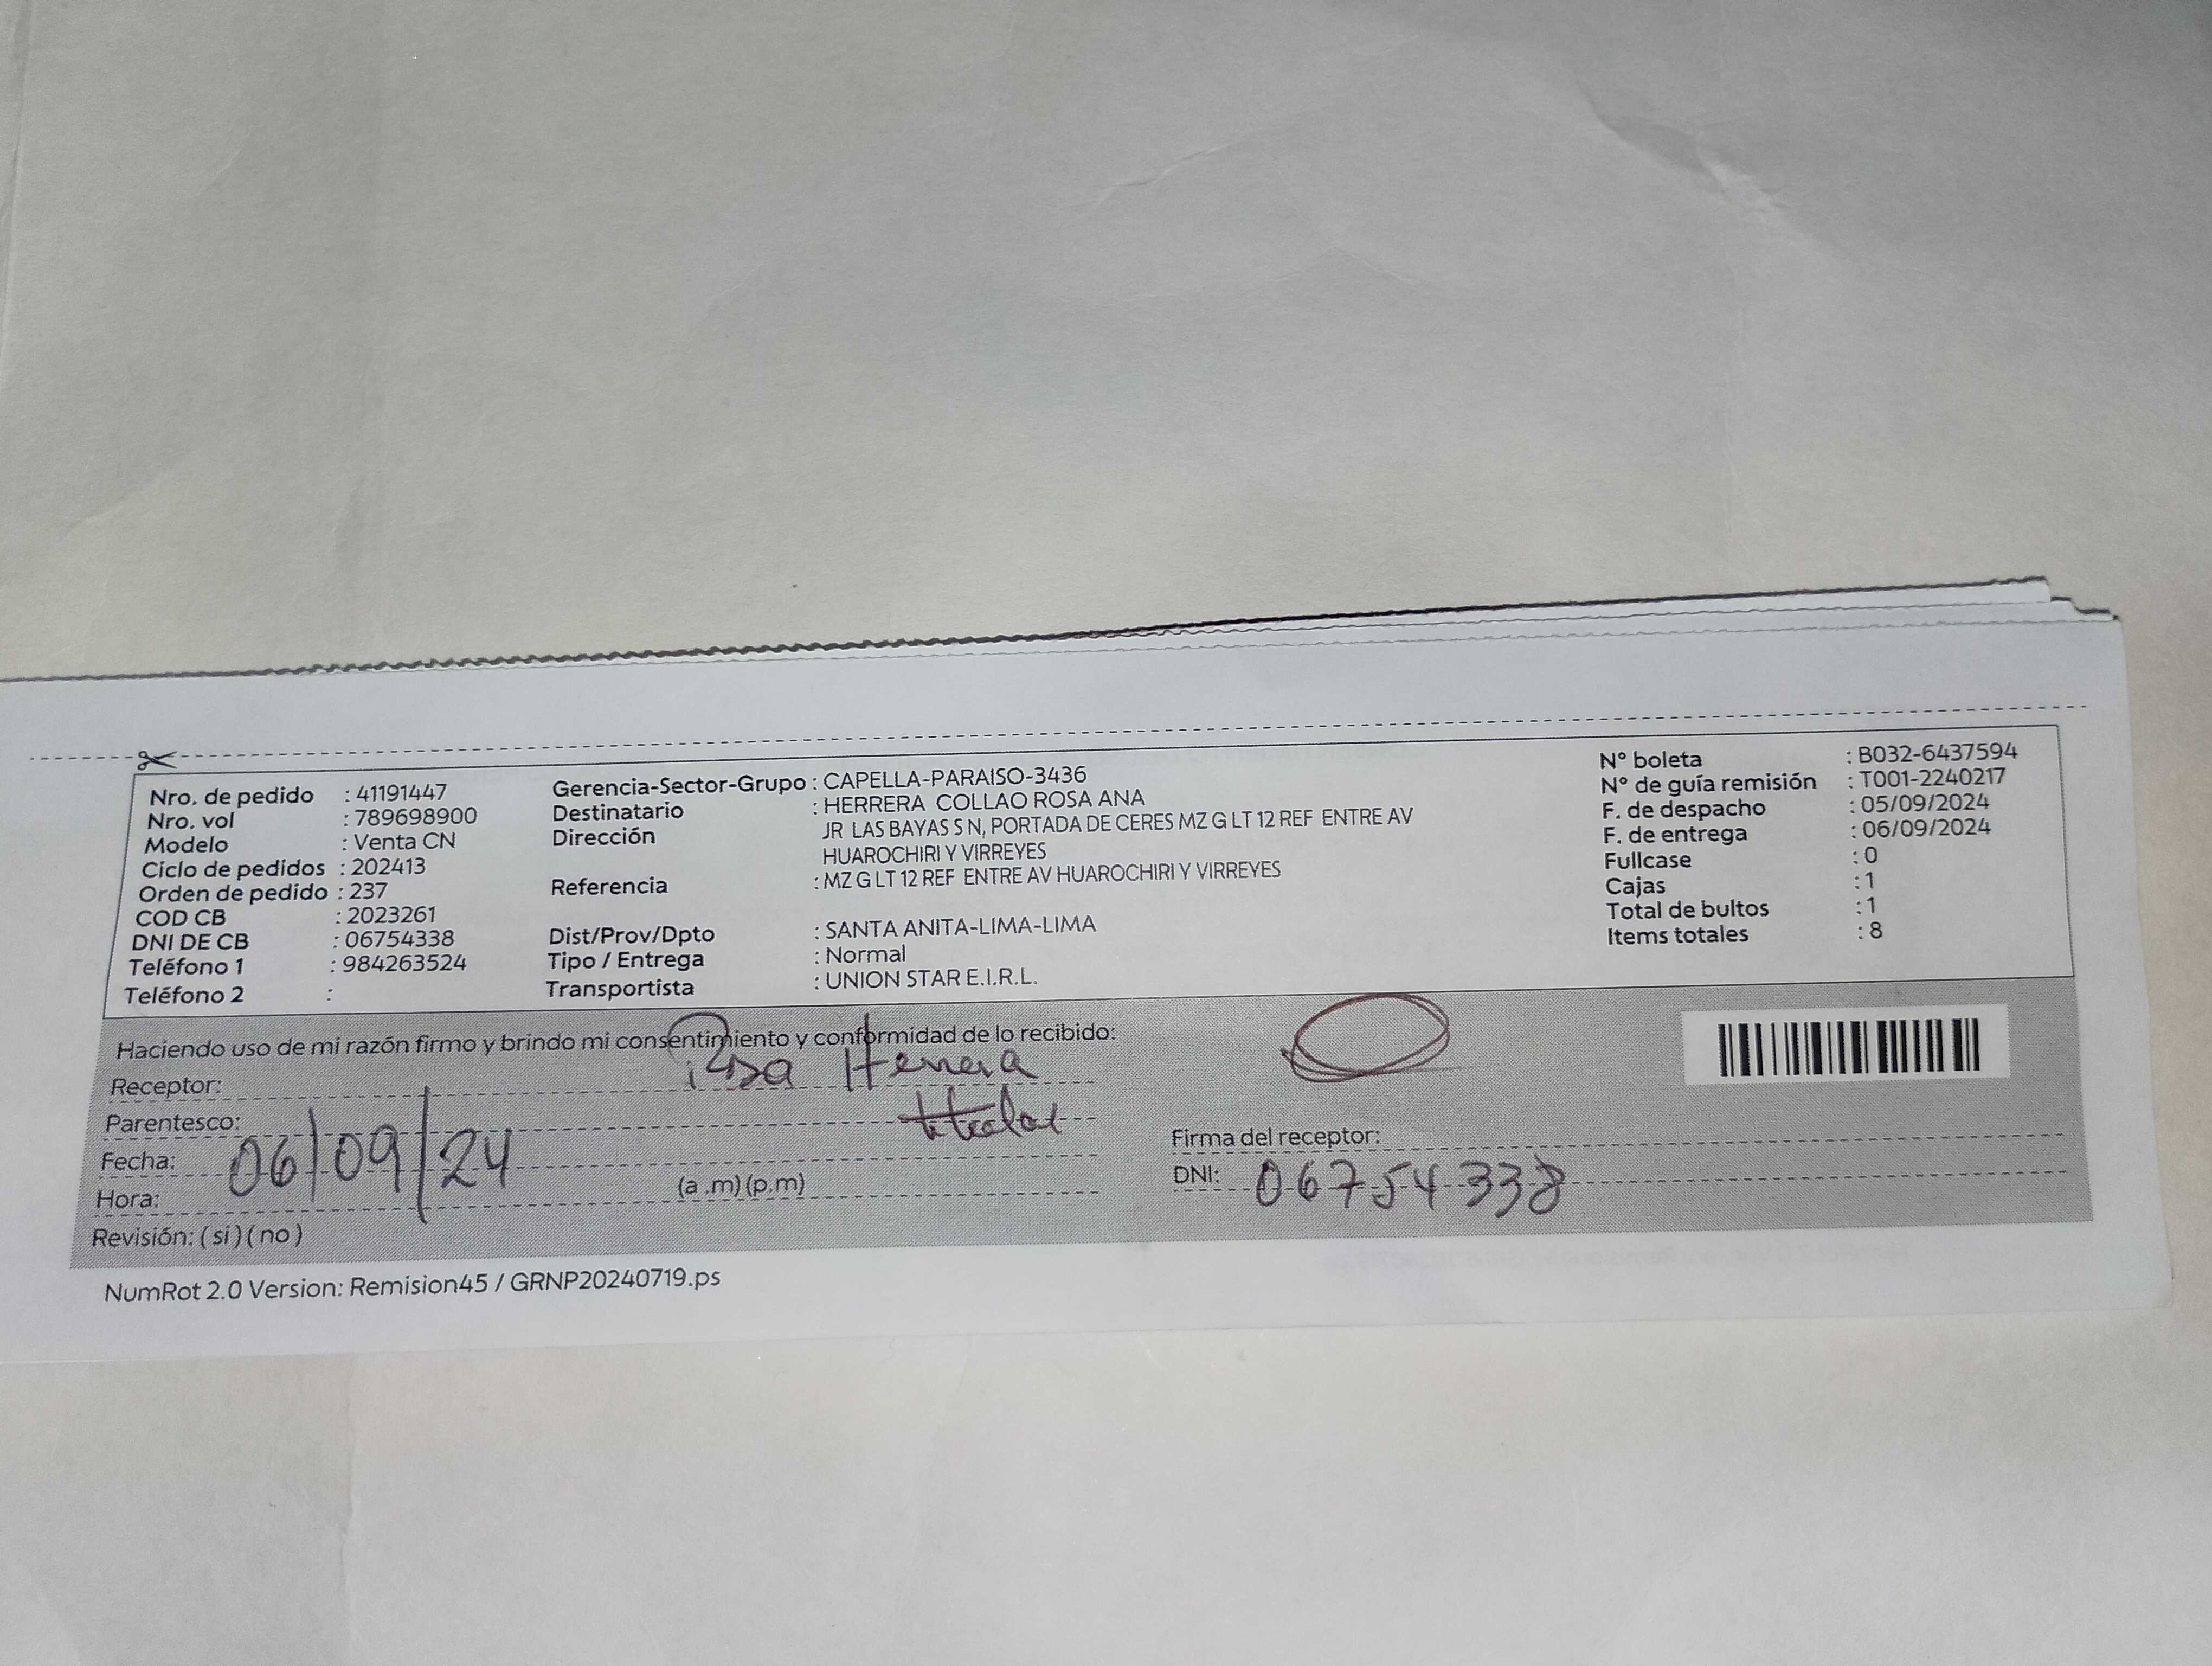 Nro. de pedido : 41191447
Nro. vol : 789698900
Modelo : Venta CN
Ciclo de pedidos : 202413
Orden de pedido : 237
COD CB : 2023261
DNI DE CB : 06754338
Teléfono 1 : 984263524
Teléfono 2 :
Gerencia-Sector-Grupo : CAPELLA-PARAISO-3436
Destinatario : HERRERA COLLAO ROSA ANA
Dirección JR LAS BAYAS S N, PORTADA DE CERES MZ G LT 12 REF ENTRE AV
HUAROCHIRI Y VIRREYES
Referencia : MZ G LT 12 REF ENTRE AV HUAROCHIRI Y VIRREYES
Dist/Prov/Dpto : SANTA ANITA-LIMA-LIMA
Tipo / Entrega : Normal
Transportista : UNION STAR E.I.R.L.
N° boleta : B032-6437594
N° de guía remisión : T001-2240217
F. de despacho : 05/09/2024
F. de entrega : 06/09/2024
Fullcase : 0
Cajas : 1
Total de bultos : 1
Items totales : 8
Haciendo uso de mi razón firmo y brindo mi consentimiento y conformidad de lo recibido:
Receptor: Rosa Herrera
Parentesco: titular
Fecha: 06/09/24
Hora: (a .m) (p.m)
Revisión: ( si ) ( no )
Firma del receptor:
DNI: 06754338
NumRot 2.0 Version: Remision45 / GRNP20240719.ps